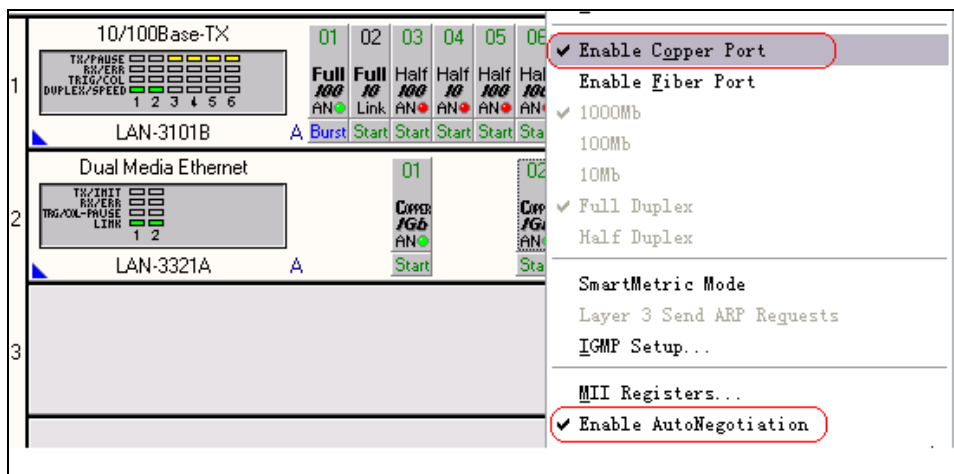 10/100Base-TX
01 02 03 04 05
TX/PAUSE
RX/ERR
TRIG/COL
DUPLEX/SPEED
1 2 3 4 5 6
Full Full Half Half Half
100 10 100 10 100
AN Link AN AN AN
1
LAN-3101B A Burst Start Start Start Start
Dual Media Ethernet
01 02
TX/INIT
RX/ERR
TRG/COL-PAUSE
LINK
1 2
COPPER
1Gb
AN AN
2
LAN-3321A A Start
3
Enable Copper Port
Enable Fiber Port
1000Mb
100Mb
10Mb
Full Duplex
Half Duplex
SmartMetric Mode
Layer 3 Send ARP Requests
IGMP Setup...
MII Registers...
Enable AutoNegotiation